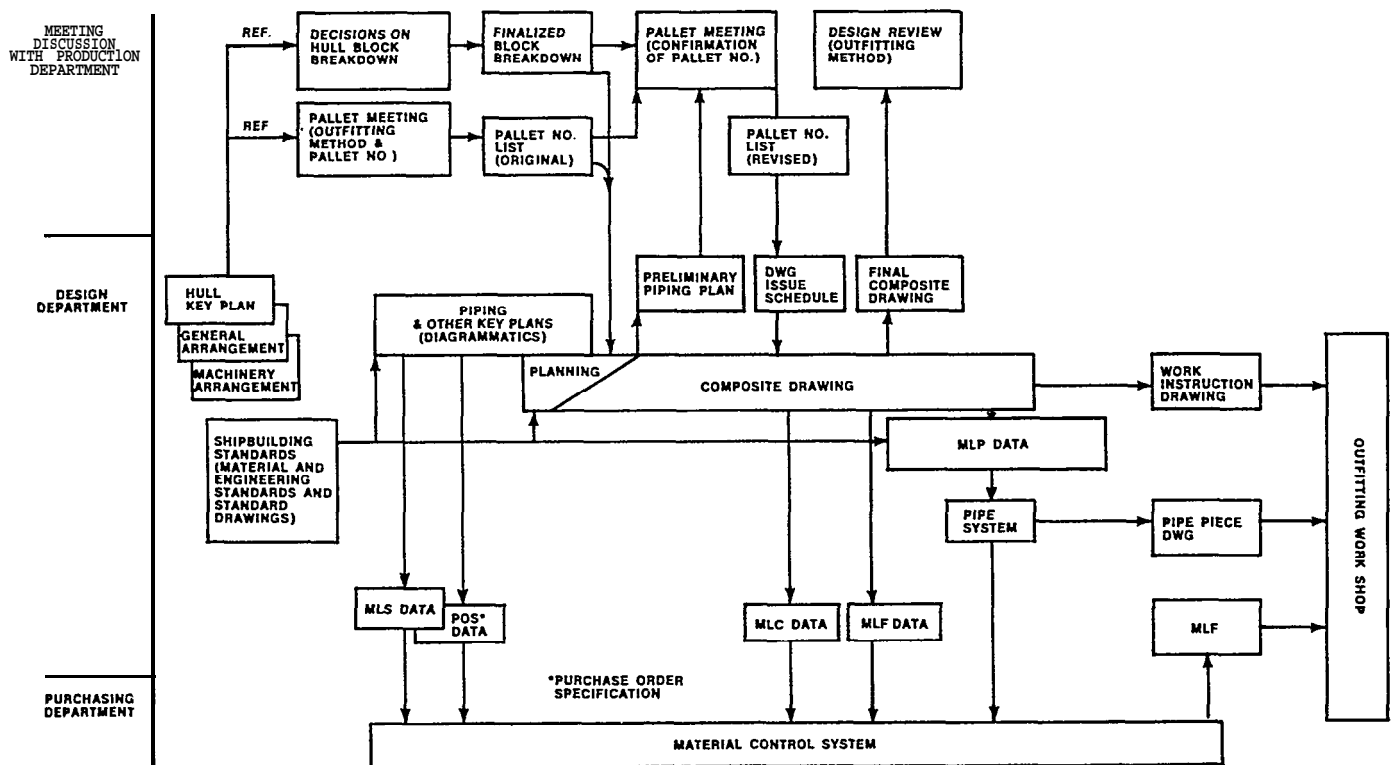 MEETING
DISCUSSION
WITH PRODUCTION
DEPARTMENT
REF.
DECISIONS ON
HULL BLOCK
BREAKDOWN
FINALIZED
BLOCK
BREAKDOWN
PALLET MEETING
(CONFIRMATION
OF PALLET NO.)
DESIGN REVIEW
(OUTFITTING
METHOD)
REF
PALLET MEETING
(OUTFITTING
METHOD &
PALLET NO )
PALLET NO.
LIST
(ORIGINAL)
PALLET NO.
LIST
(REVISED)
DESIGN
DEPARTMENT
HULL
KEY PLAN
GENERAL
ARRANGEMENT
MACHINERY
ARRANGEMENT
PIPING
& OTHER KEY PLANS
(DIAGRAMMATICS)
PRELIMINARY
PIPING PLAN
DWG
ISSUE
SCHEDULE
FINAL
COMPOSITE
DRAWING
PLANNING
COMPOSITE DRAWING
WORK
INSTRUCTION
DRAWING
SHIPBUILDING
STANDARDS
(MATERIAL AND
ENGINEERING
STANDARDS AND
STANDARD
DRAWINGS)
MLP DATA
PIPE
SYSTEM
PIPE PIECE
DWG
OUTFITTING WORK SHOP
MLS DATA
POS*
DATA
MLC DATA
MLF DATA
MLF
*PURCHASE ORDER
SPECIFICATION
PURCHASING
DEPARTMENT
MATERIAL CONTROL SYSTEM